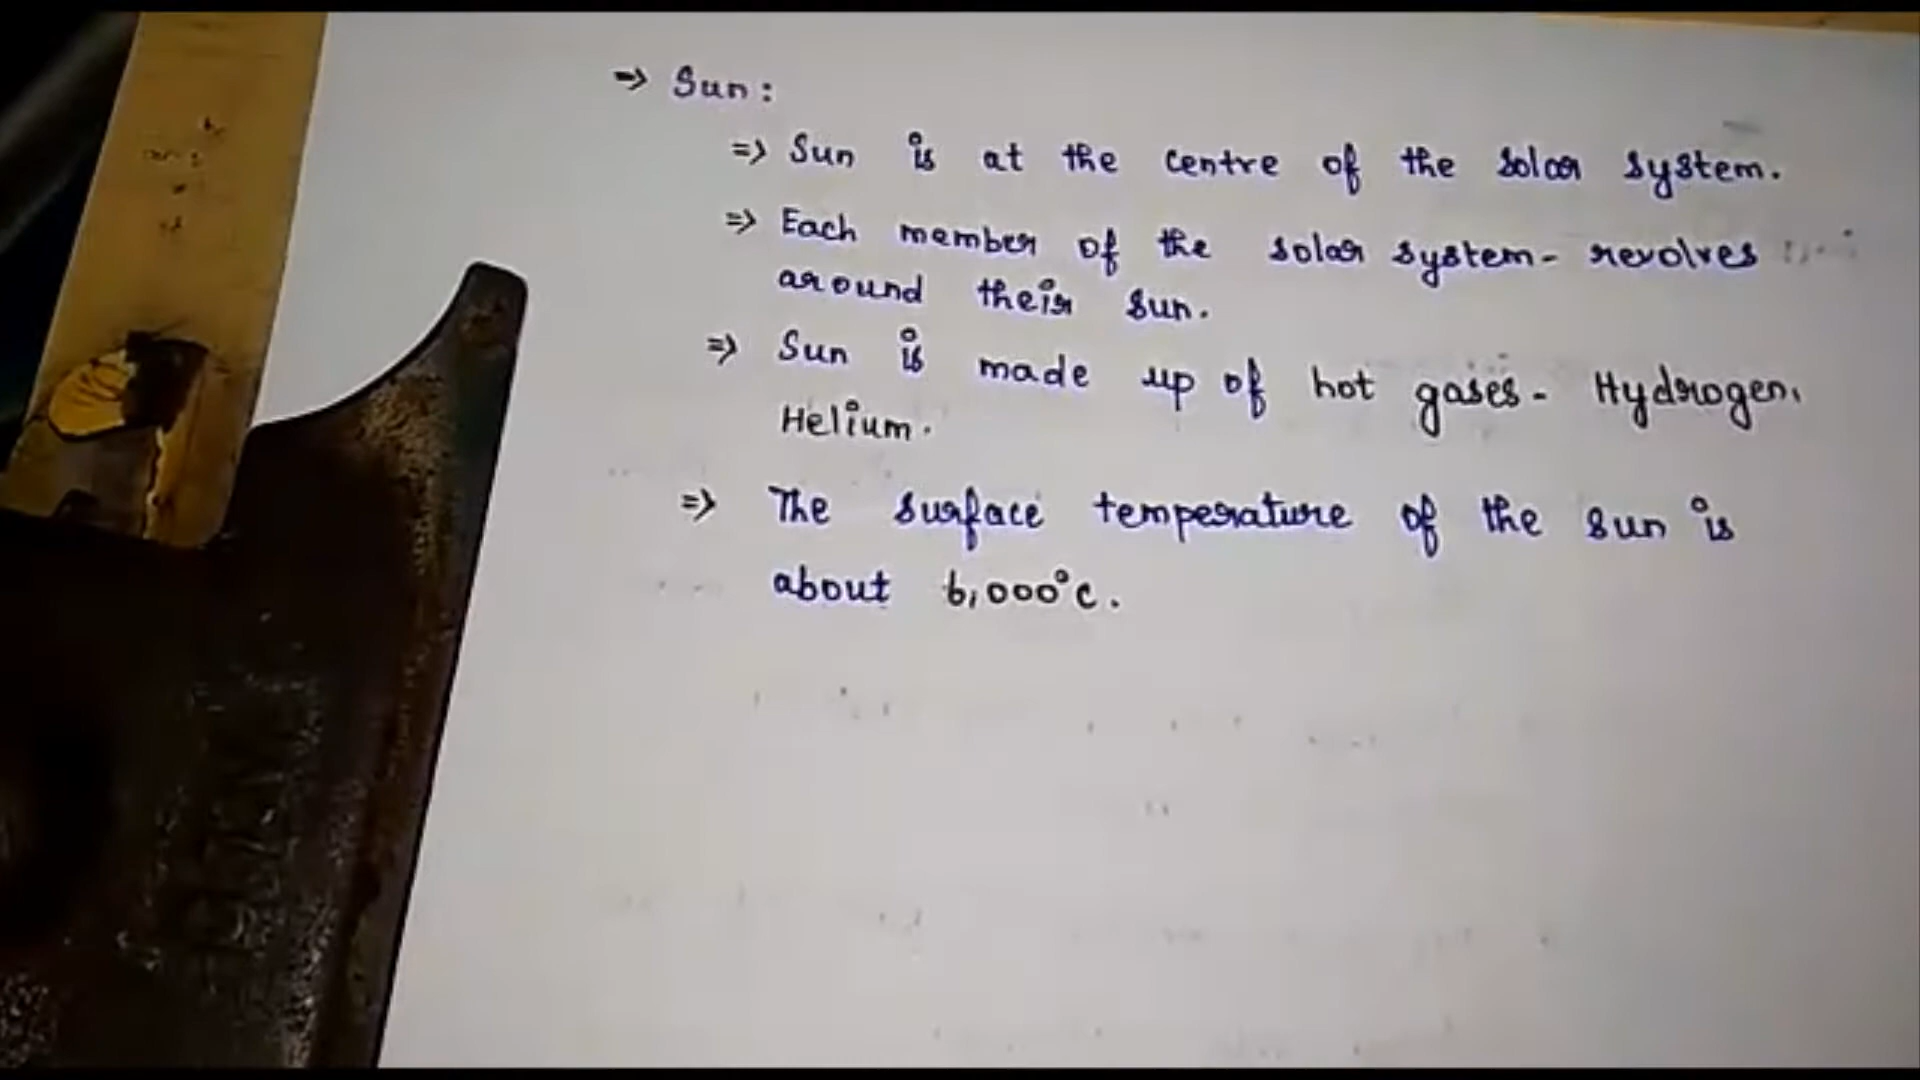 ⇒ Sun:
⇒ Sun is at the centre of the solar system.
⇒ Each member of the solar system- revolves
around their sun.
⇒ Sun is made up of hot gases- Hydrogen,
Helium.
⇒ The surface temperature of the sun is
about 6,000°c.